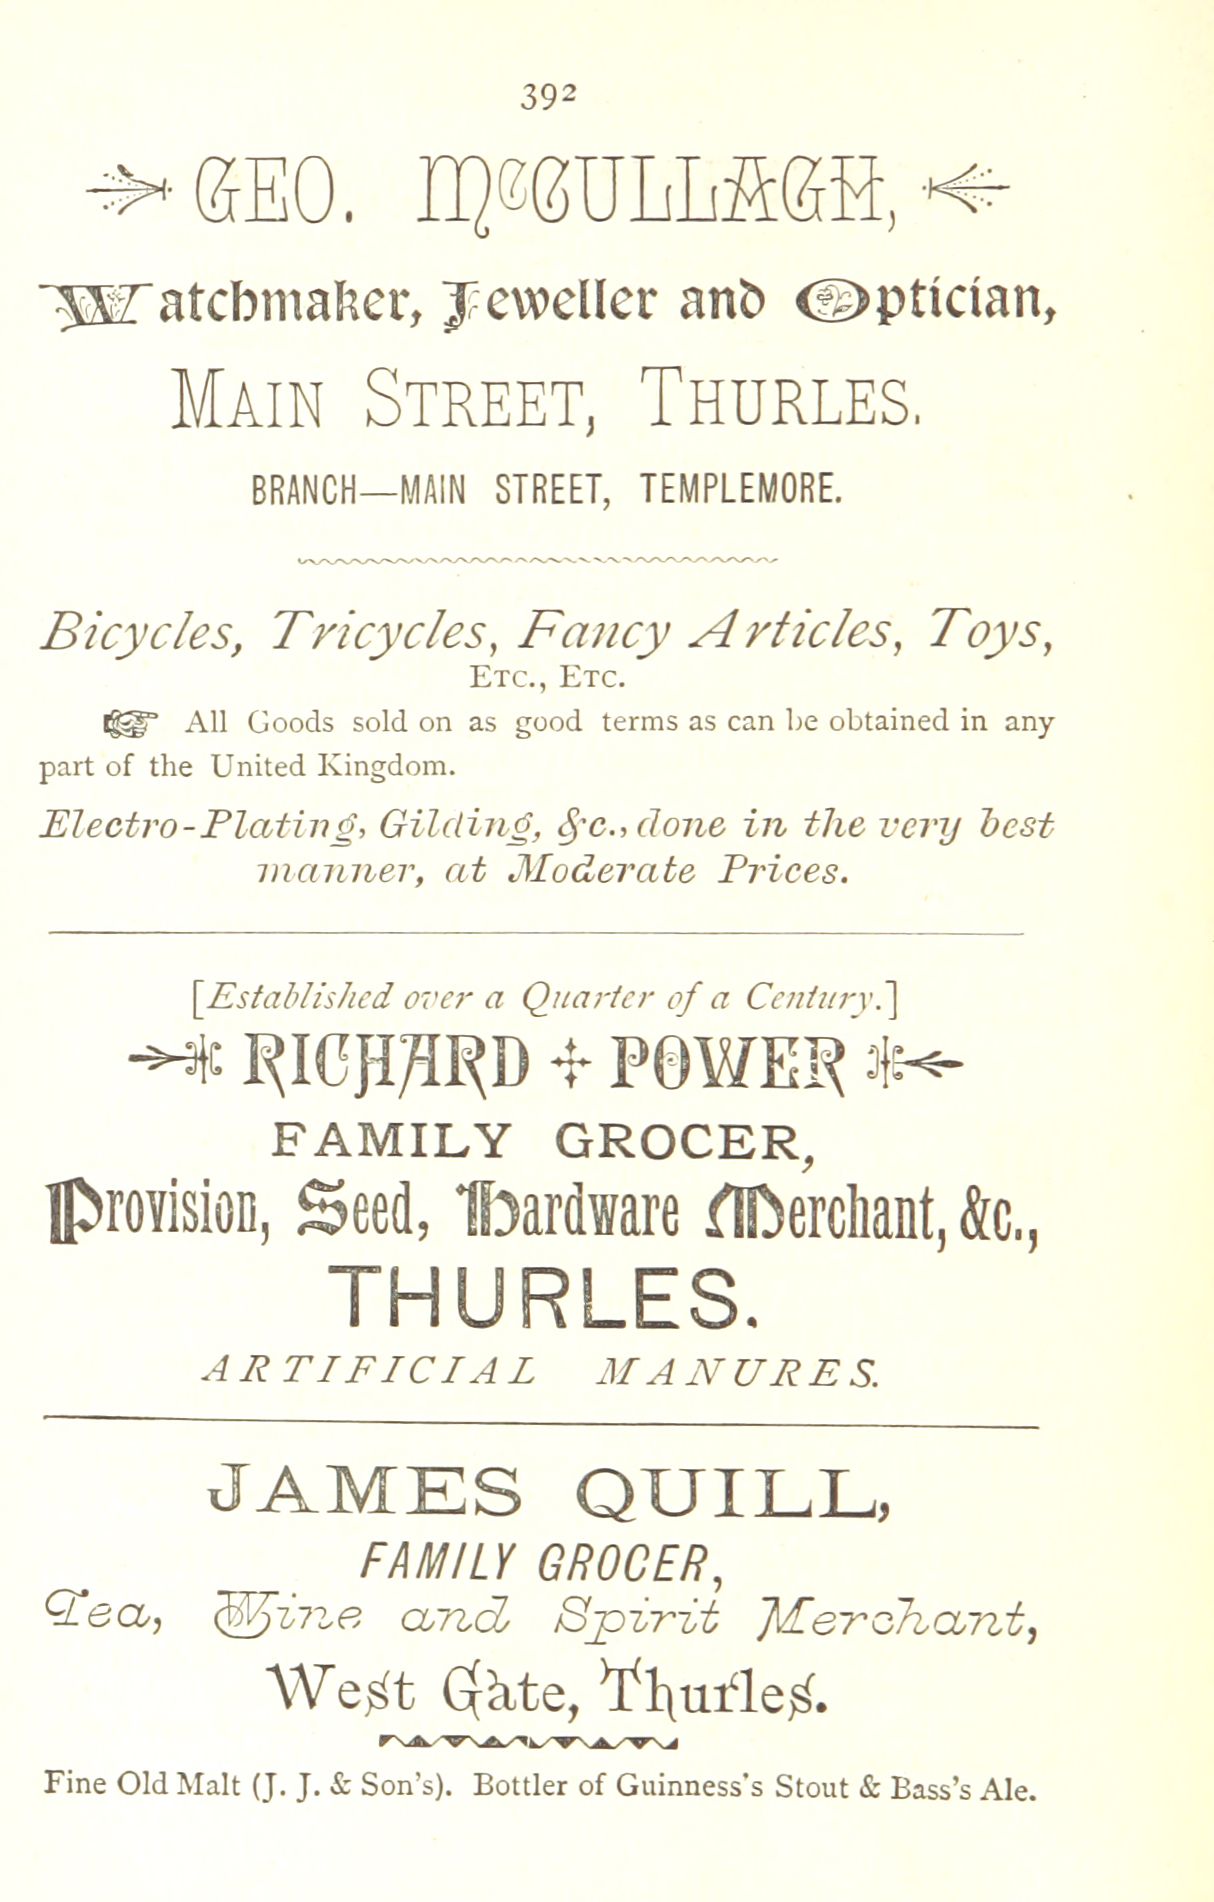 392
GEO. McCULLAGH,
Watchmaker, Jeweller and Optician,
MAIN STREET, THURLES.
BRANCH—MAIN STREET, TEMPLEMORE.
Bicycles, Tricycles, Fancy Articles, Toys,
ETC., ETC.
☞ All Goods sold on as good terms as can be obtained in any
part of the United Kingdom.
Electro-Plating, Gilding, &c., done in the very best
manner, at Moderate Prices.
[Established over a Quarter of a Century.]
RICHARD POWER
FAMILY GROCER,
Provision, Seed, Hardware Merchant, &c.,
THURLES.
ARTIFICIAL MANURES.
JAMES QUILL,
FAMILY GROCER,
Tea, Wine and Spirit Merchant,
West Gate, Thurles.
Fine Old Malt (J. J. & Son's). Bottler of Guinness's Stout & Bass's Ale.